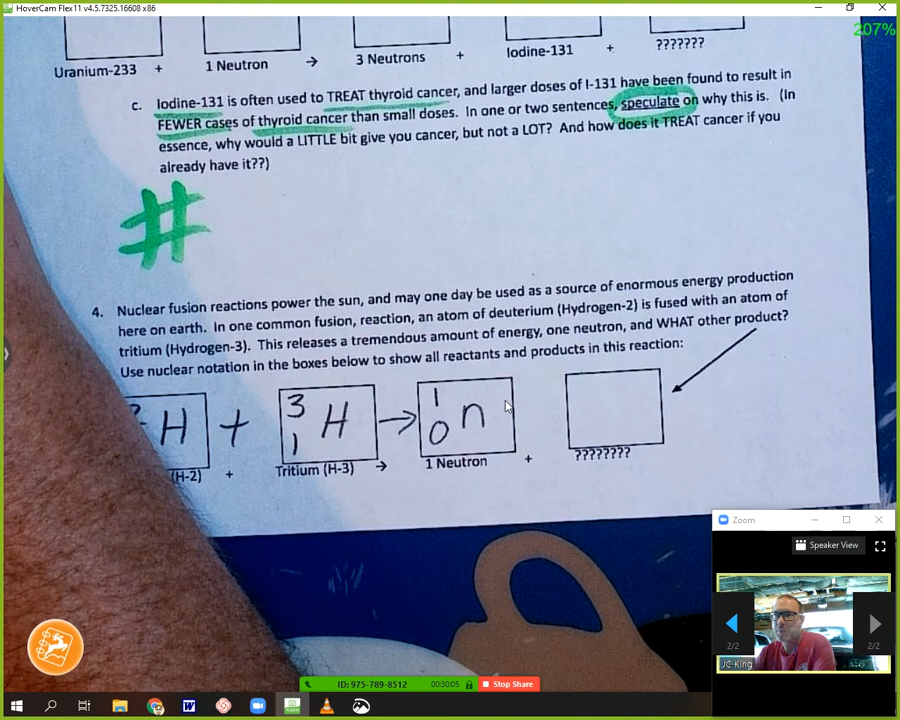 HoverCam Flex11 v4.5.7325.16608 x86
207%
Uranium-233 + 1 Neutron → 3 Neutrons + Iodine-131 + ???????
c. Iodine-131 is often used to TREAT thyroid cancer, and larger doses of I-131 have been found to result in
FEWER cases of thyroid cancer than small doses. In one or two sentences, speculate on why this is. (In
essence, why would a LITTLE bit give you cancer, but not a LOT? And how does it TREAT cancer if you
already have it??)
#
4. Nuclear fusion reactions power the sun, and may one day be used as a source of enormous energy production
here on earth. In one common fusion, reaction, an atom of deuterium (Hydrogen-2) is fused with an atom of
tritium (Hydrogen-3). This releases a tremendous amount of energy, one neutron, and WHAT other product?
Use nuclear notation in the boxes below to show all reactants and products in this reaction:
H + 3 1 H → 1 0 n
(H-2) + Tritium (H-3) → 1 Neutron + ????????
Zoom
Speaker View
2/2 2/2
JC King
ID: 975-789-8512 00:30:05 Stop Share